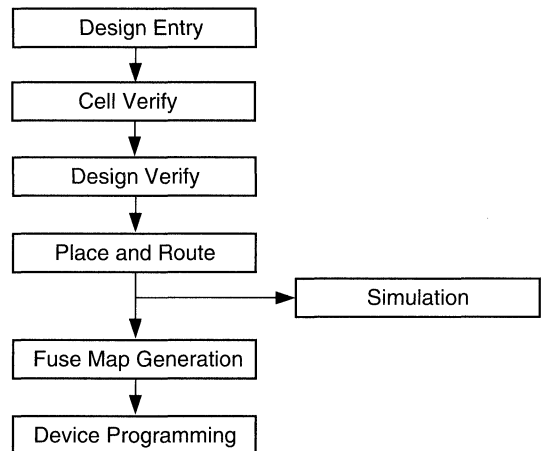 Design Entry
Cell Verify
Design Verify
Place and Route
Simulation
Fuse Map Generation
Device Programming